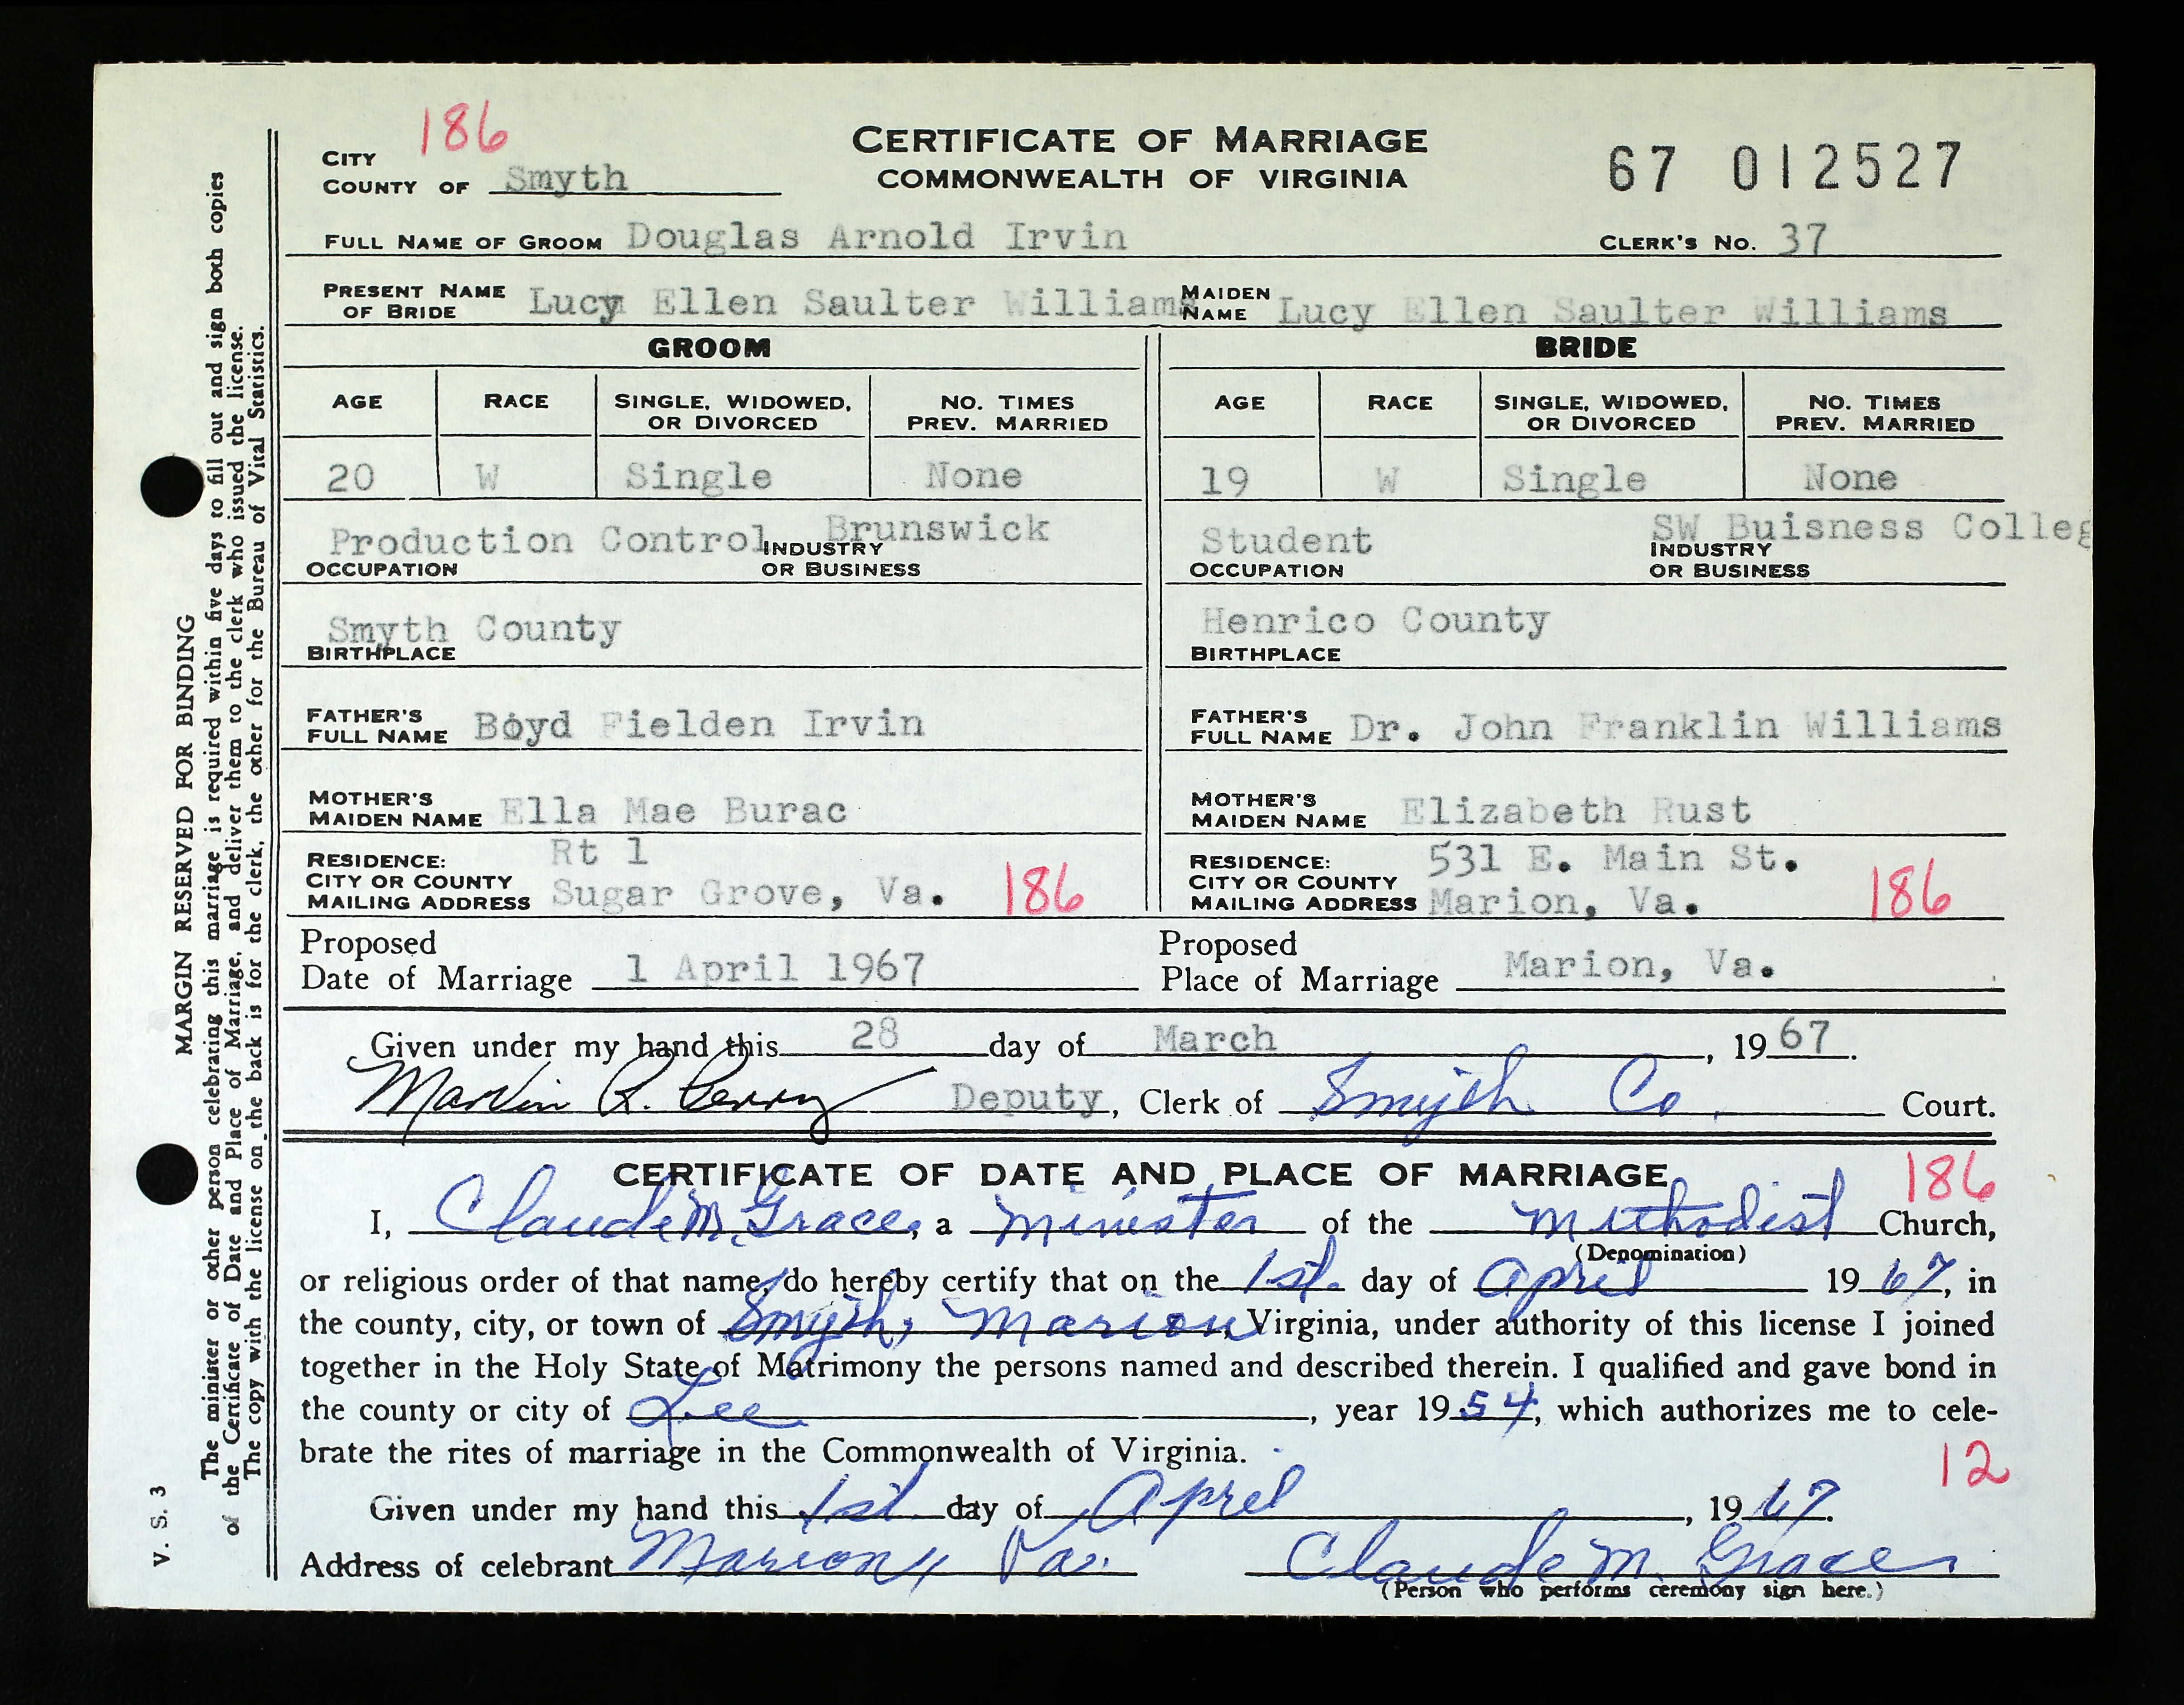 186
CERTIFICATE OF MARRIAGE
COMMONWEALTH OF VIRGINIA
67 012527
CITY
COUNTY OF Smyth
FULL NAME OF GROOM Douglas Arnold Irvin CLERK'S NO. 37
PRESENT NAME OF BRIDE Lucy Ellen Saulter Williams MAIDEN NAME Lucy Ellen Saulter Williams
GROOM BRIDE
AGE RACE SINGLE, WIDOWED, OR DIVORCED NO. TIMES PREV. MARRIED AGE RACE SINGLE, WIDOWED, OR DIVORCED NO. TIMES PREV. MARRIED
20 W Single None 19 W Single None
Production Control Brunswick Student SW Buisness Colleg
OCCUPATION INDUSTRY OR BUSINESS OCCUPATION INDUSTRY OR BUSINESS
Smyth County Henrico County
BIRTHPLACE BIRTHPLACE
FATHER'S FULL NAME Boyd Fielden Irvin FATHER'S FULL NAME Dr. John Franklin Williams
MOTHER'S MAIDEN NAME Ella Mae Burac MOTHER'S MAIDEN NAME Elizabeth Rust
RESIDENCE: Rt 1 RESIDENCE: 531 E. Main St.
CITY OR COUNTY CITY OR COUNTY
MAILING ADDRESS Sugar Grove, Va. 186 MAILING ADDRESS Marion, Va. 186
Proposed Date of Marriage 1 April 1967 Proposed Place of Marriage Marion, Va.
Given under my hand this 28 day of March, 1967.
Marvin R. Perry Deputy, Clerk of Smyth Co. Court.
CERTIFICATE OF DATE AND PLACE OF MARRIAGE 186
I, Claude M. Grace, a Minister of the Methodist Church,
(Denomination)
or religious order of that name, do hereby certify that on the 1st. day of April 1967, in
the county, city, or town of Smyth, Marion, Virginia, under authority of this license I joined
together in the Holy State of Matrimony the persons named and described therein. I qualified and gave bond in
the county or city of Lee, year 1954, which authorizes me to cele-
brate the rites of marriage in the Commonwealth of Virginia.
12
Given under my hand this 1st. day of April, 1967.
Address of celebrant Marion, Va. Claude M. Grace
(Person who performs ceremony sign here.)
MARGIN RESERVED FOR BINDING
The minister or other person celebrating this marriage is required within five days to fill out and sign both copies
of the Certificate of Date and Place of Marriage, and deliver them to the clerk who issued the license.
The copy with the license on the back is for the clerk, the other for the Bureau of Vital Statistics.
V. S. 3